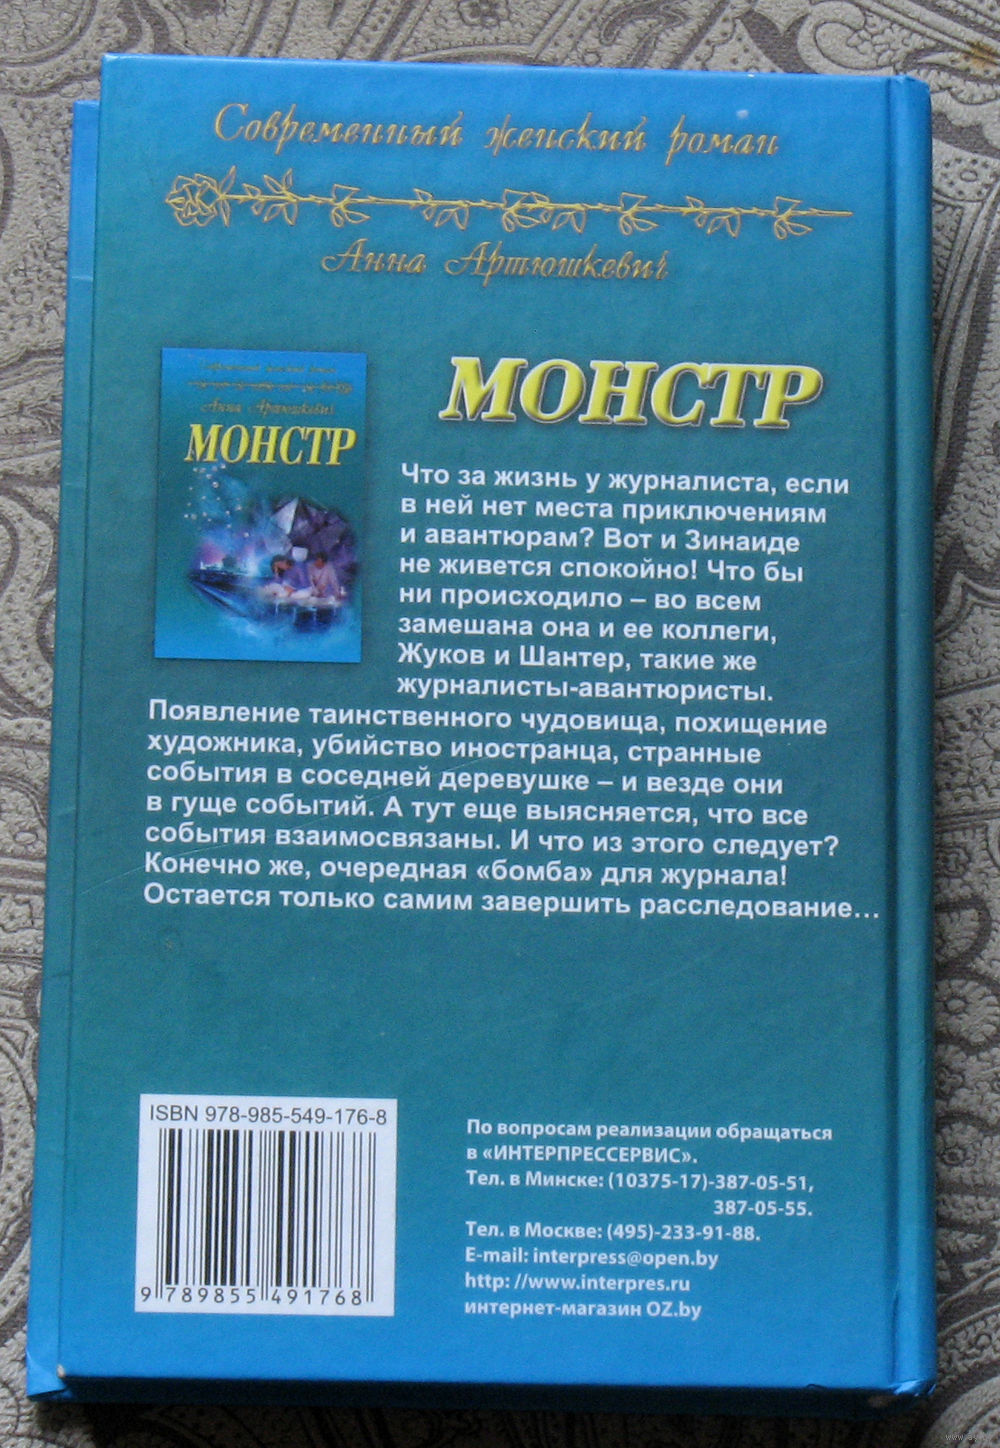 Современный женский роман
Анна Артюшкевич
МОНСТР
Анна Артюшкевич
МОНСТР
Что за жизнь у журналиста, если
в ней нет места приключениям
и авантюрам? Вот и Зинаиде
не живется спокойно! Что бы
ни происходило – во всем
замешана она и ее коллеги,
Жуков и Шантер, такие же
журналисты-авантюристы.
Появление таинственного чудовища, похищение
художника, убийство иностранца, странные
события в соседней деревушке – и везде они
в гуще событий. А тут еще выясняется, что все
события взаимосвязаны. И что из этого следует?
Конечно же, очередная «бомба» для журнала!
Остается только самим завершить расследование…
ISBN 978-985-549-176-8
9 789855 491768
По вопросам реализации обращаться
в «ИНТЕРПРЕССЕРВИС».
Тел. в Минске: (10375-17)-387-05-51,
387-05-55.
Тел. в Москве: (495)-233-91-88.
E-mail: interpress@open.by
http: //www.interpres.ru
интернет-магазин OZ.by